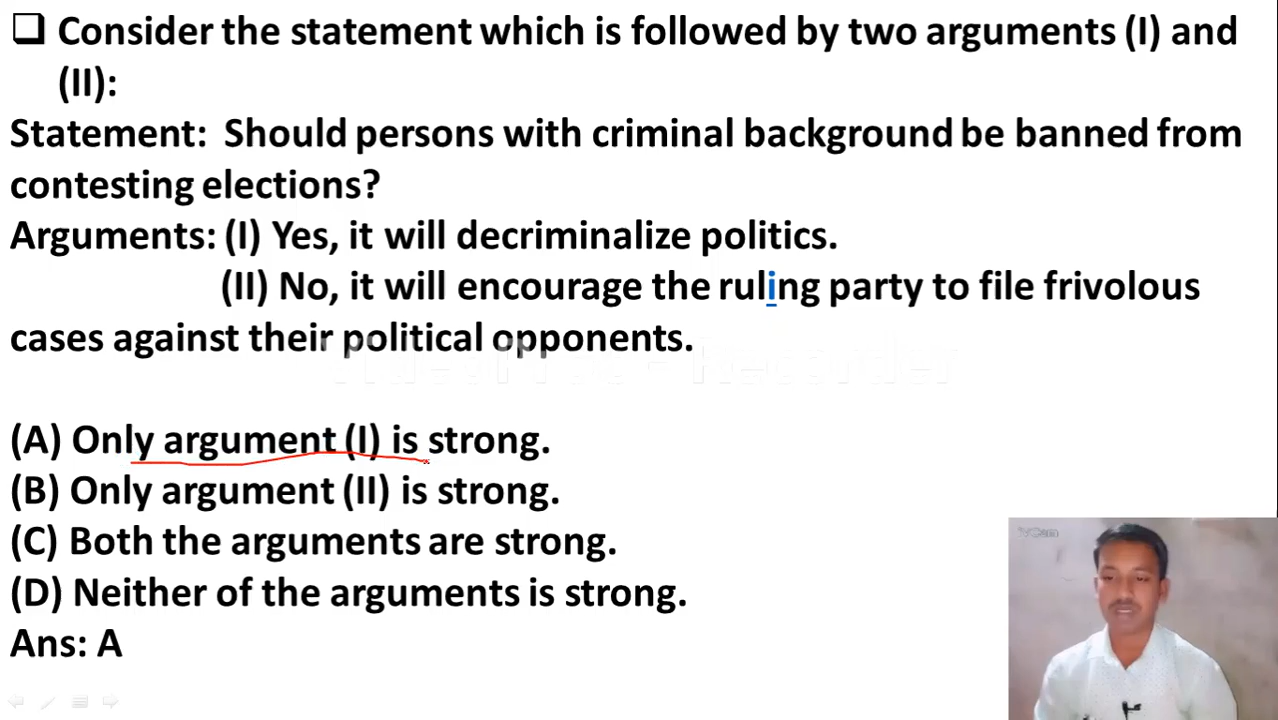 ❑ Consider the statement which is followed by two arguments (I) and
(II):
Statement: Should persons with criminal background be banned from
contesting elections?
Arguments: (I) Yes, it will decriminalize politics.
(II) No, it will encourage the ruling party to file frivolous
cases against their political opponents.
VideoProc - Recorder
(A) Only argument (I) is strong.
(B) Only argument (II) is strong.
(C) Both the arguments are strong.
(D) Neither of the arguments is strong.
Ans: A
iVCam